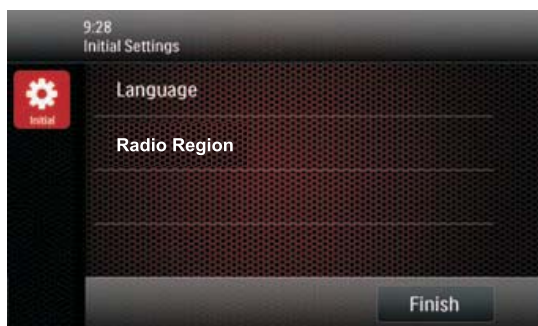 9:28
Initial Settings
Initial
Language
Radio Region
Finish